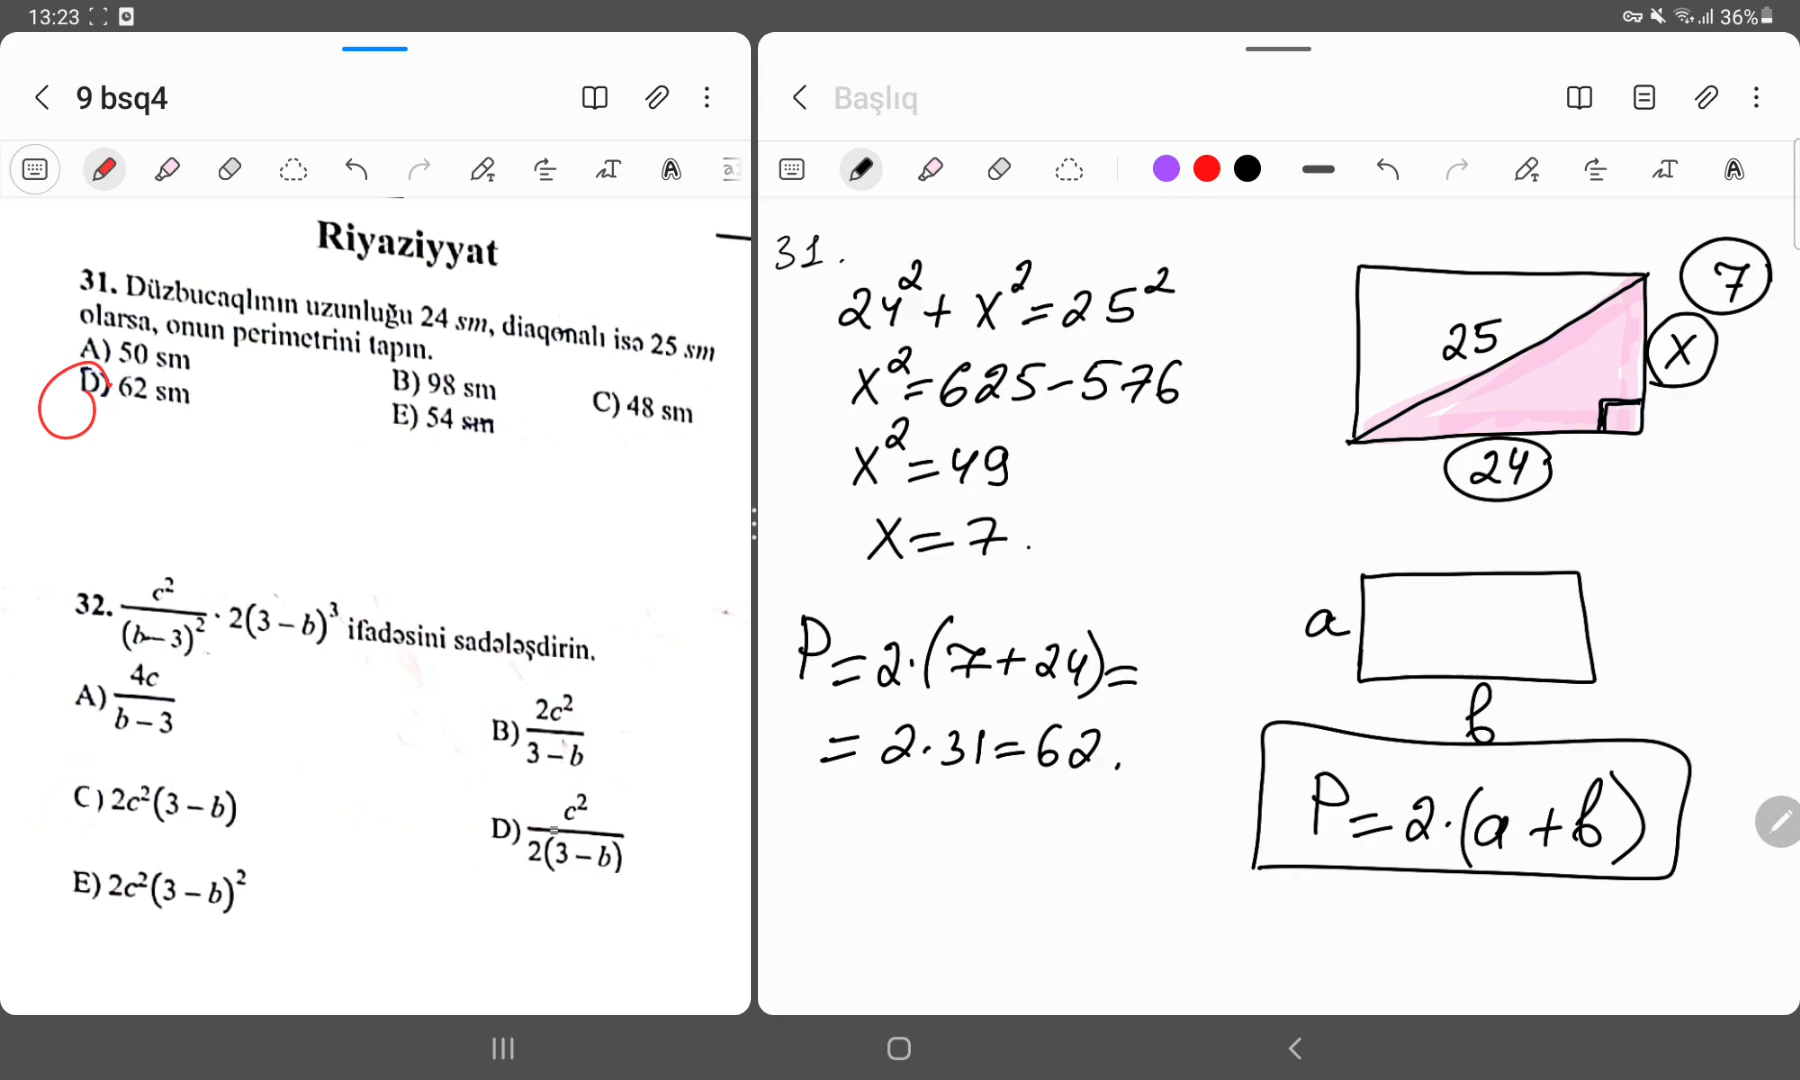 13:23
36%
9 bsq4
Riyaziyyat
31. Düzbucaqlının uzunluğu 24 sm, diaqonalı isə 25 sm
olarsa, onun perimetrini tapın.
A) 50 sm
B) 98 sm
C) 48 sm
D) 62 sm
E) 54 sm
32. c²/(b–3)² · 2(3 – b)³ ifadəsini sadələşdirin.
A) 4c/(b – 3)
B) 2c²/(3 – b)
C) 2c²(3 – b)
D) c²/2(3 – b)
E) 2c²(3 – b)²
Başlıq
31.
24² + x² = 25²
x² = 625 – 576
x² = 49
x = 7.
P = 2·(7+24) =
= 2·31 = 62.
7
25
x
24
a
b
P = 2·(a + b)